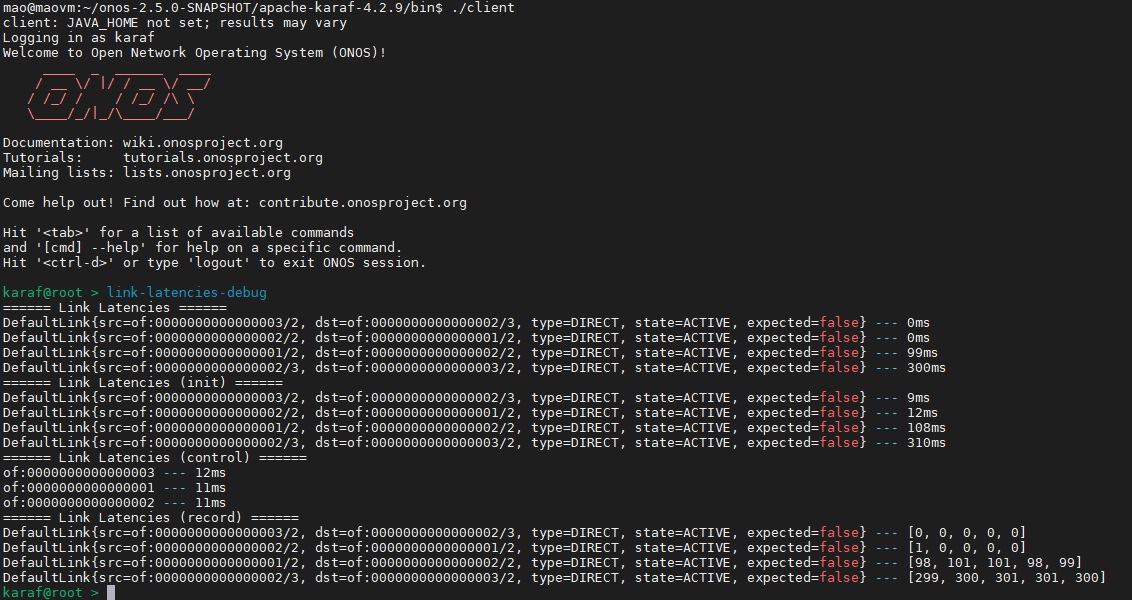 mao@maovm:~/onos-2.5.0-SNAPSHOT/apache-karaf-4.2.9/bin$ ./client
client: JAVA_HOME not set; results may vary
Logging in as karaf
Welcome to Open Network Operating System (ONOS)!
     ____  _  ______  ____
    / __ \/ |/ / __ \/ __/
   / /_/ /    / /_/ /\ \
   \____/_/|_/\____/___/
Documentation: wiki.onosproject.org
Tutorials:     tutorials.onosproject.org
Mailing lists: lists.onosproject.org
Come help out! Find out how at: contribute.onosproject.org
Hit '<tab>' for a list of available commands
and '[cmd] --help' for help on a specific command.
Hit '<ctrl-d>' or type 'logout' to exit ONOS session.
karaf@root > link-latencies-debug
====== Link Latencies ======
DefaultLink{src=of:0000000000000003/2, dst=of:0000000000000002/3, type=DIRECT, state=ACTIVE, expected=false} --- 0ms
DefaultLink{src=of:0000000000000002/2, dst=of:0000000000000001/2, type=DIRECT, state=ACTIVE, expected=false} --- 0ms
DefaultLink{src=of:0000000000000001/2, dst=of:0000000000000002/2, type=DIRECT, state=ACTIVE, expected=false} --- 99ms
DefaultLink{src=of:0000000000000002/3, dst=of:0000000000000003/2, type=DIRECT, state=ACTIVE, expected=false} --- 300ms
====== Link Latencies (init) ======
DefaultLink{src=of:0000000000000003/2, dst=of:0000000000000002/3, type=DIRECT, state=ACTIVE, expected=false} --- 9ms
DefaultLink{src=of:0000000000000002/2, dst=of:0000000000000001/2, type=DIRECT, state=ACTIVE, expected=false} --- 12ms
DefaultLink{src=of:0000000000000001/2, dst=of:0000000000000002/2, type=DIRECT, state=ACTIVE, expected=false} --- 108ms
DefaultLink{src=of:0000000000000002/3, dst=of:0000000000000003/2, type=DIRECT, state=ACTIVE, expected=false} --- 310ms
====== Link Latencies (control) ======
of:0000000000000003 --- 12ms
of:0000000000000001 --- 11ms
of:0000000000000002 --- 11ms
====== Link Latencies (record) ======
DefaultLink{src=of:0000000000000003/2, dst=of:0000000000000002/3, type=DIRECT, state=ACTIVE, expected=false} --- [0, 0, 0, 0, 0]
DefaultLink{src=of:0000000000000002/2, dst=of:0000000000000001/2, type=DIRECT, state=ACTIVE, expected=false} --- [1, 0, 0, 0, 0]
DefaultLink{src=of:0000000000000001/2, dst=of:0000000000000002/2, type=DIRECT, state=ACTIVE, expected=false} --- [98, 101, 101, 98, 99]
DefaultLink{src=of:0000000000000002/3, dst=of:0000000000000003/2, type=DIRECT, state=ACTIVE, expected=false} --- [299, 300, 301, 301, 300]
karaf@root >